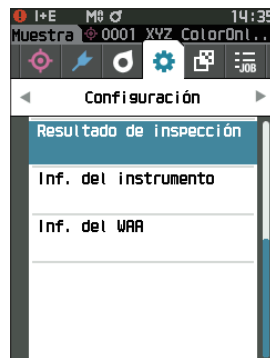 I+E M 14:35
Muestra 0001 XYZ ColorOnl..
-JOB
Configuración
Resultado de inspección
Inf. del instrumento
Inf. del WAA